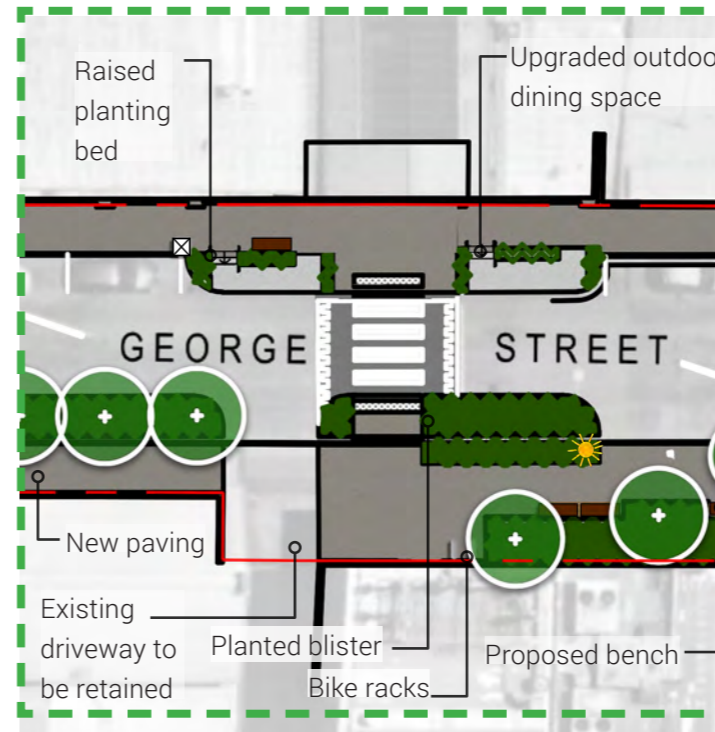 Raised
planting
bed
Upgraded outdoo
dining space
GEORGE STREET
New paving
Existing
driveway to
be retained
Planted blister
Bike racks
Proposed bench